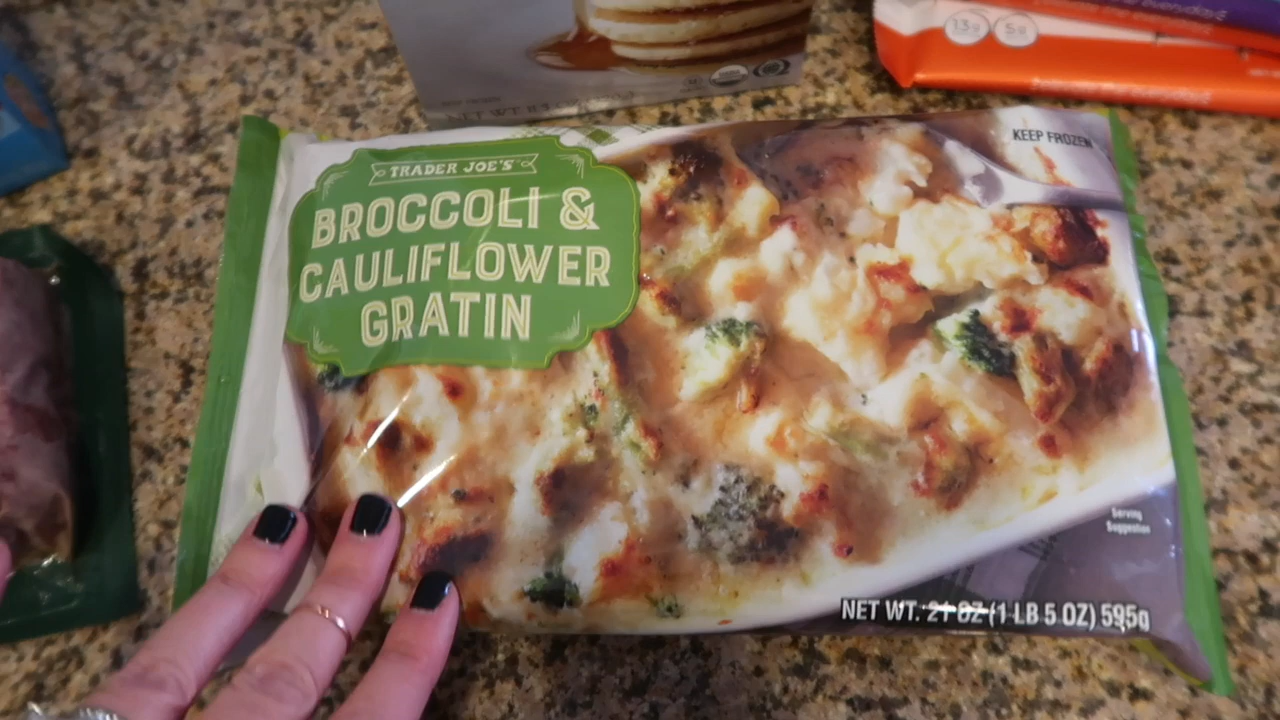 13g 5g
KEEP FROZEN
TRADER JOE'S
BROCCOLI &
CAULIFLOWER
GRATIN
Serving
Suggestion
NET WT. 21 OZ (1 LB 5 OZ) 595g